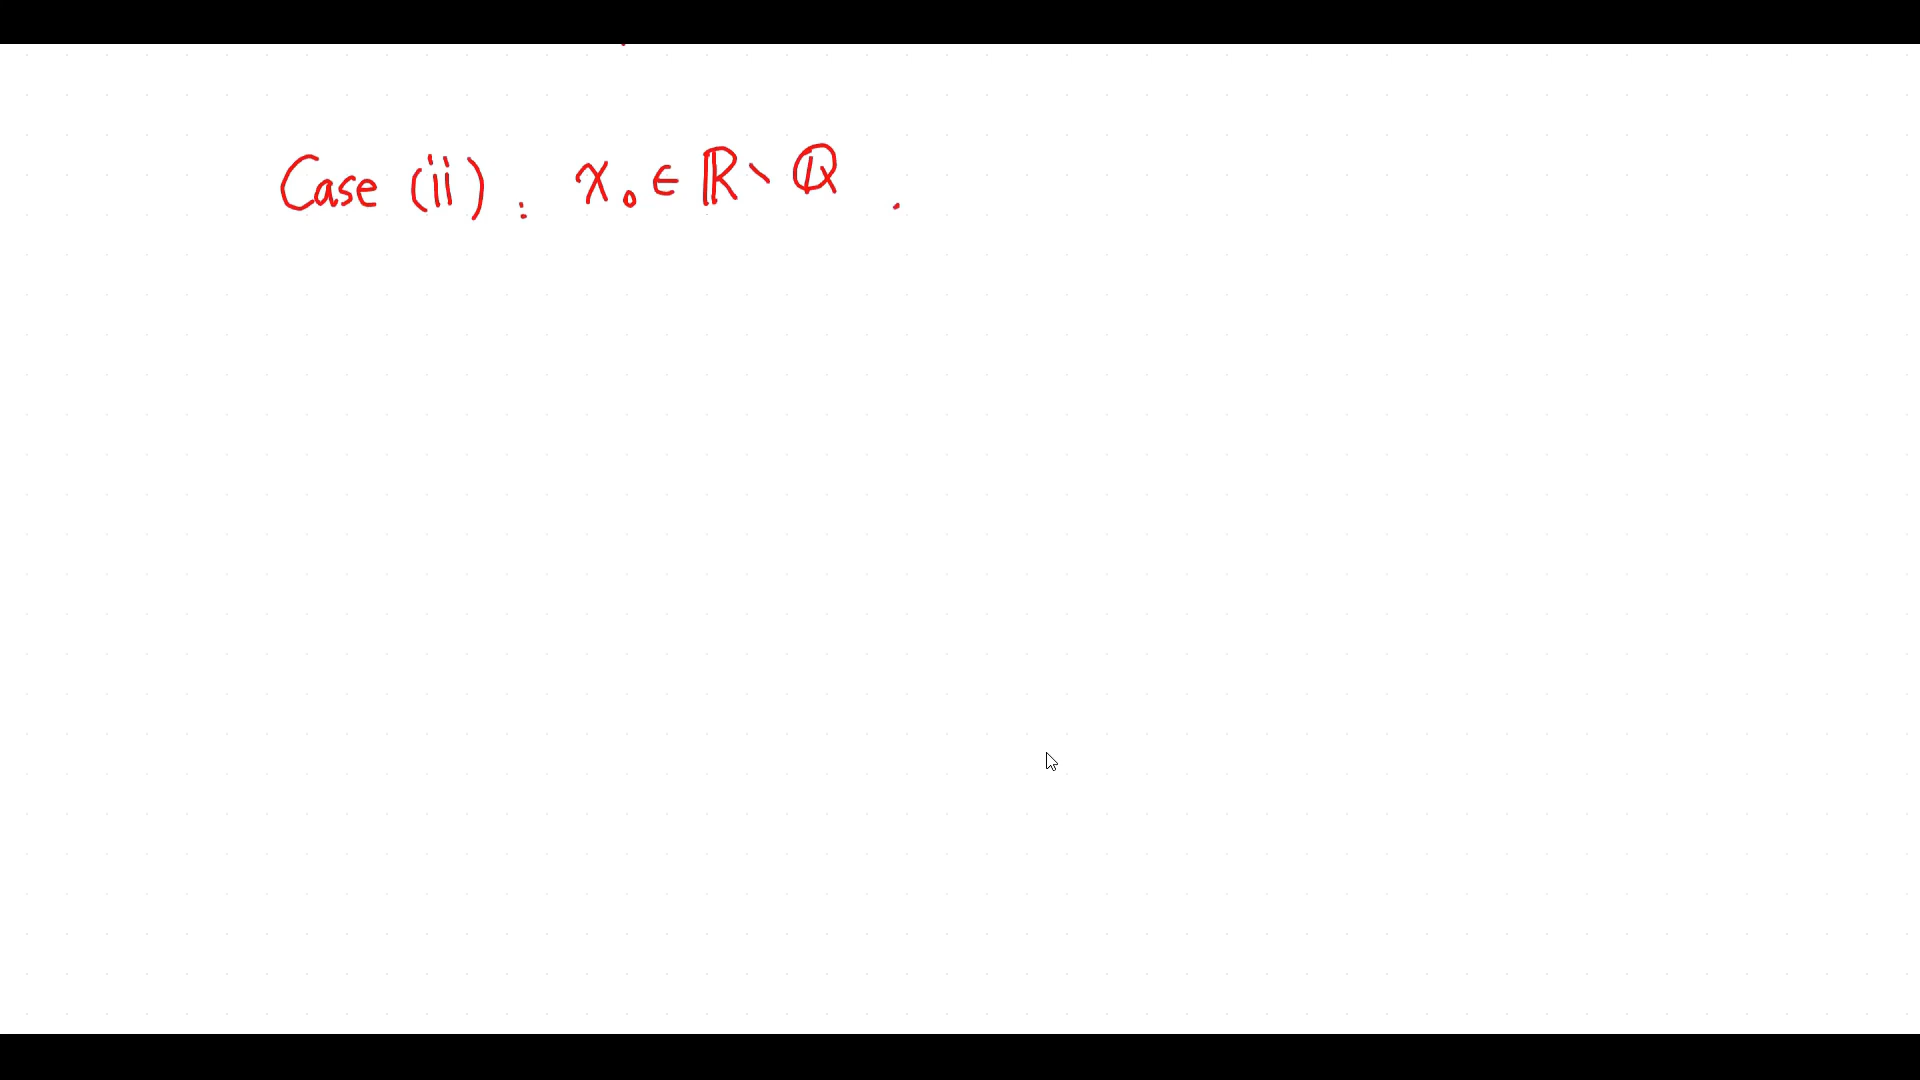 Case (ii) : x₀ ∈ ℝ \ ℚ .